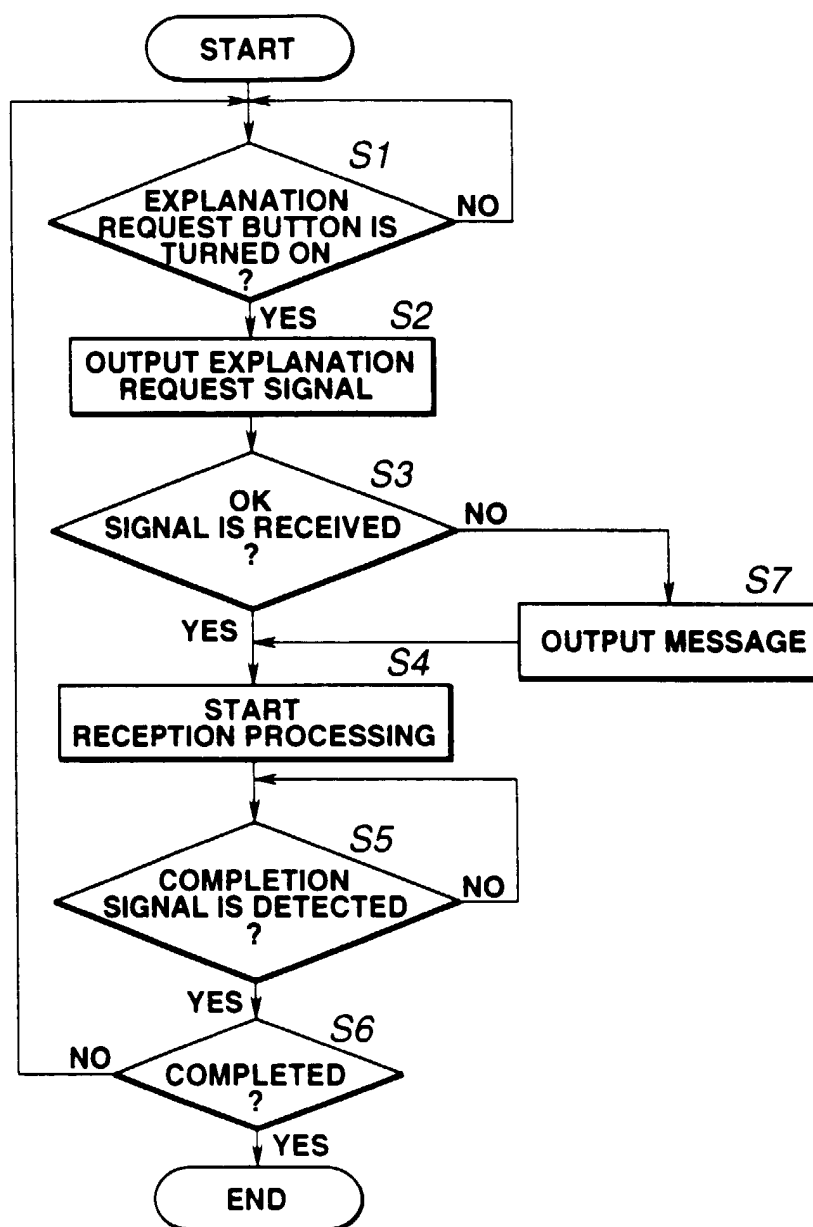 START
S1
EXPLANATION
REQUEST BUTTON IS
TURNED ON
?
NO
YES
S2
OUTPUT EXPLANATION
REQUEST SIGNAL
S3
OK
SIGNAL IS RECEIVED
?
NO
YES
S7
OUTPUT MESSAGE
S4
START
RECEPTION PROCESSING
S5
COMPLETION
SIGNAL IS DETECTED
?
NO
YES
S6
COMPLETED
?
NO
YES
END